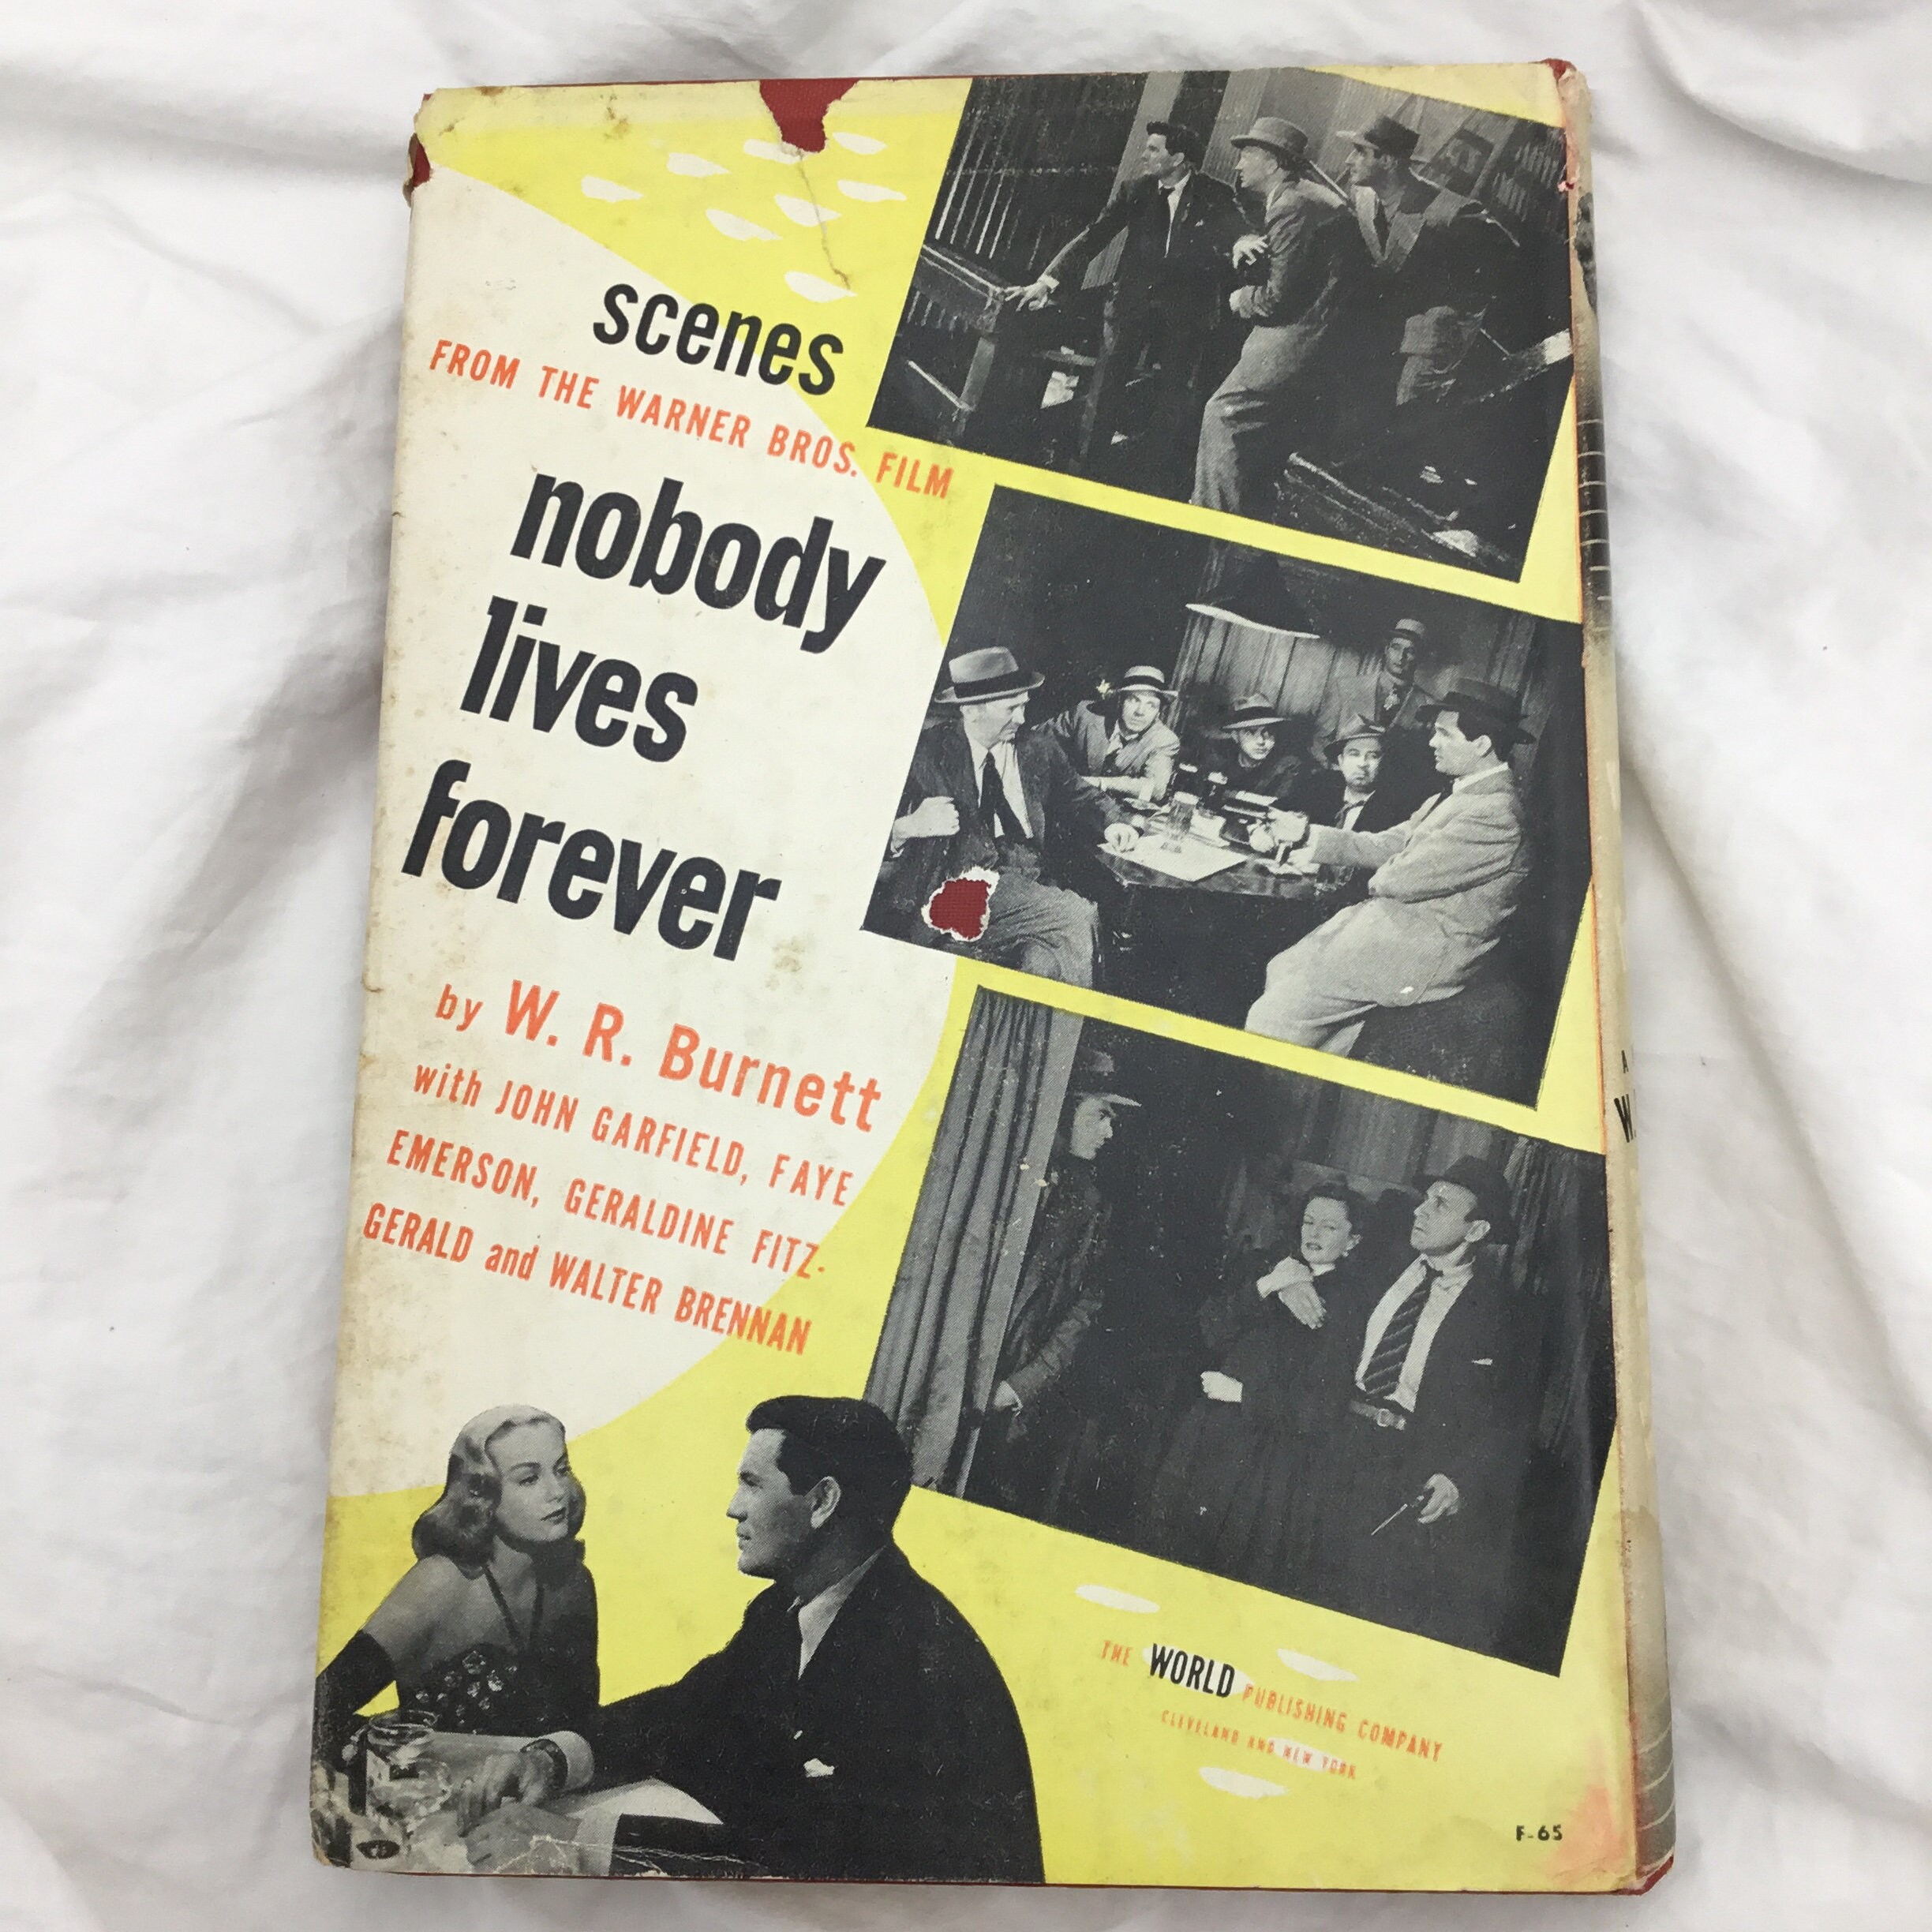 scenes
FROM THE WARNER BROS. FILM
nobody
lives
forever
by W. R. Burnett
with JOHN GARFIELD, FAYE
EMERSON, GERALDINE FITZ-
GERALD and WALTER BRENNAN
THE WORLD PUBLISHING COMPANY
CLEVELAND AND NEW YORK
F-65
A
W.